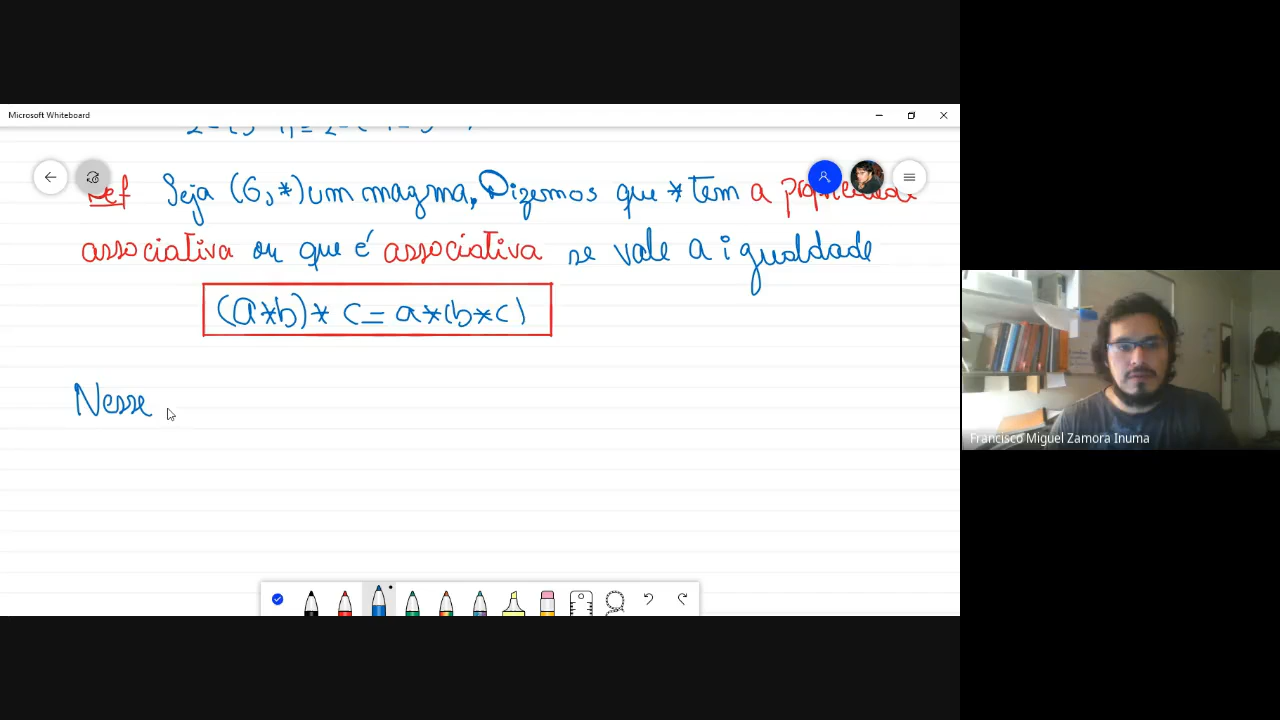 Microsoft Whiteboard
Def Seja (G,*) um magma, Dizemos que * tem a propriedade
associativa ou que é associativa se vale a igualdade
(a*b)* c = a*(b*c)
Nesse
Francisco Miguel Zamora Inuma